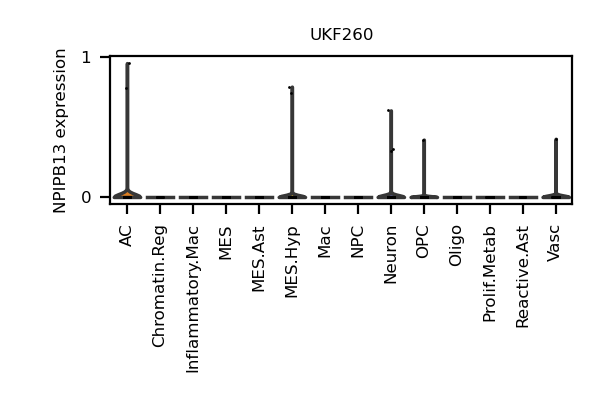 UKF260
NPIPB13 expression
1
0
AC
Chromatin.Reg
Inflammatory.Mac
MES
MES.Ast
MES.Hyp
Mac
NPC
Neuron
OPC
Oligo
Prolif.Metab
Reactive.Ast
Vasc